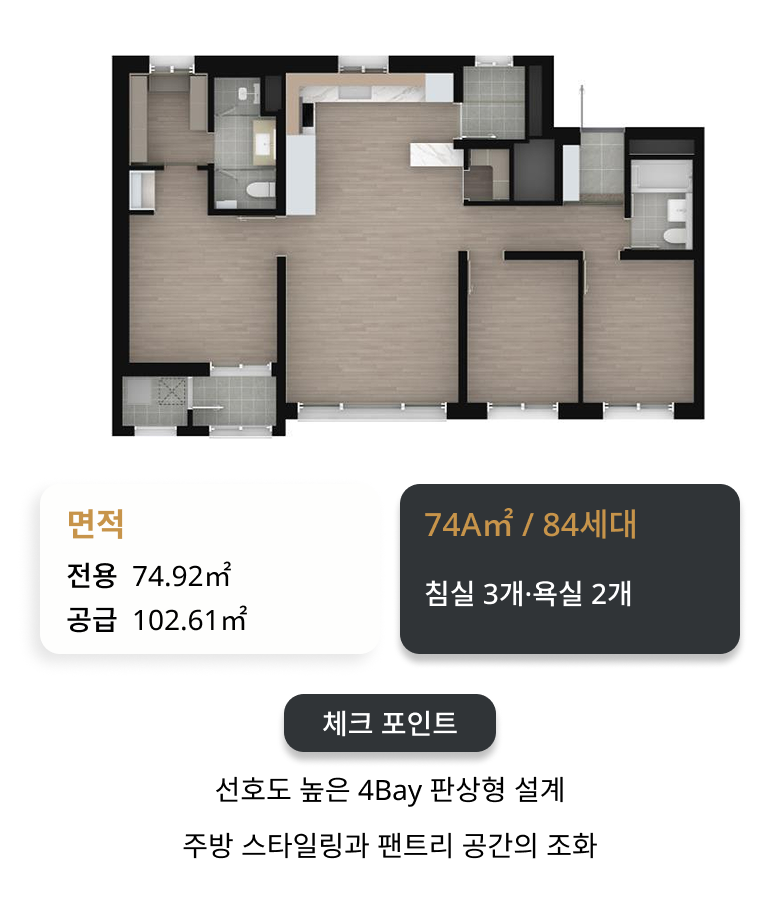 면적
전용 74.92㎡
공급 102.61㎡
74A㎡ / 84세대
침실 3개·욕실 2개
체크 포인트
선호도 높은 4Bay 판상형 설계
주방 스타일링과 팬트리 공간의 조화